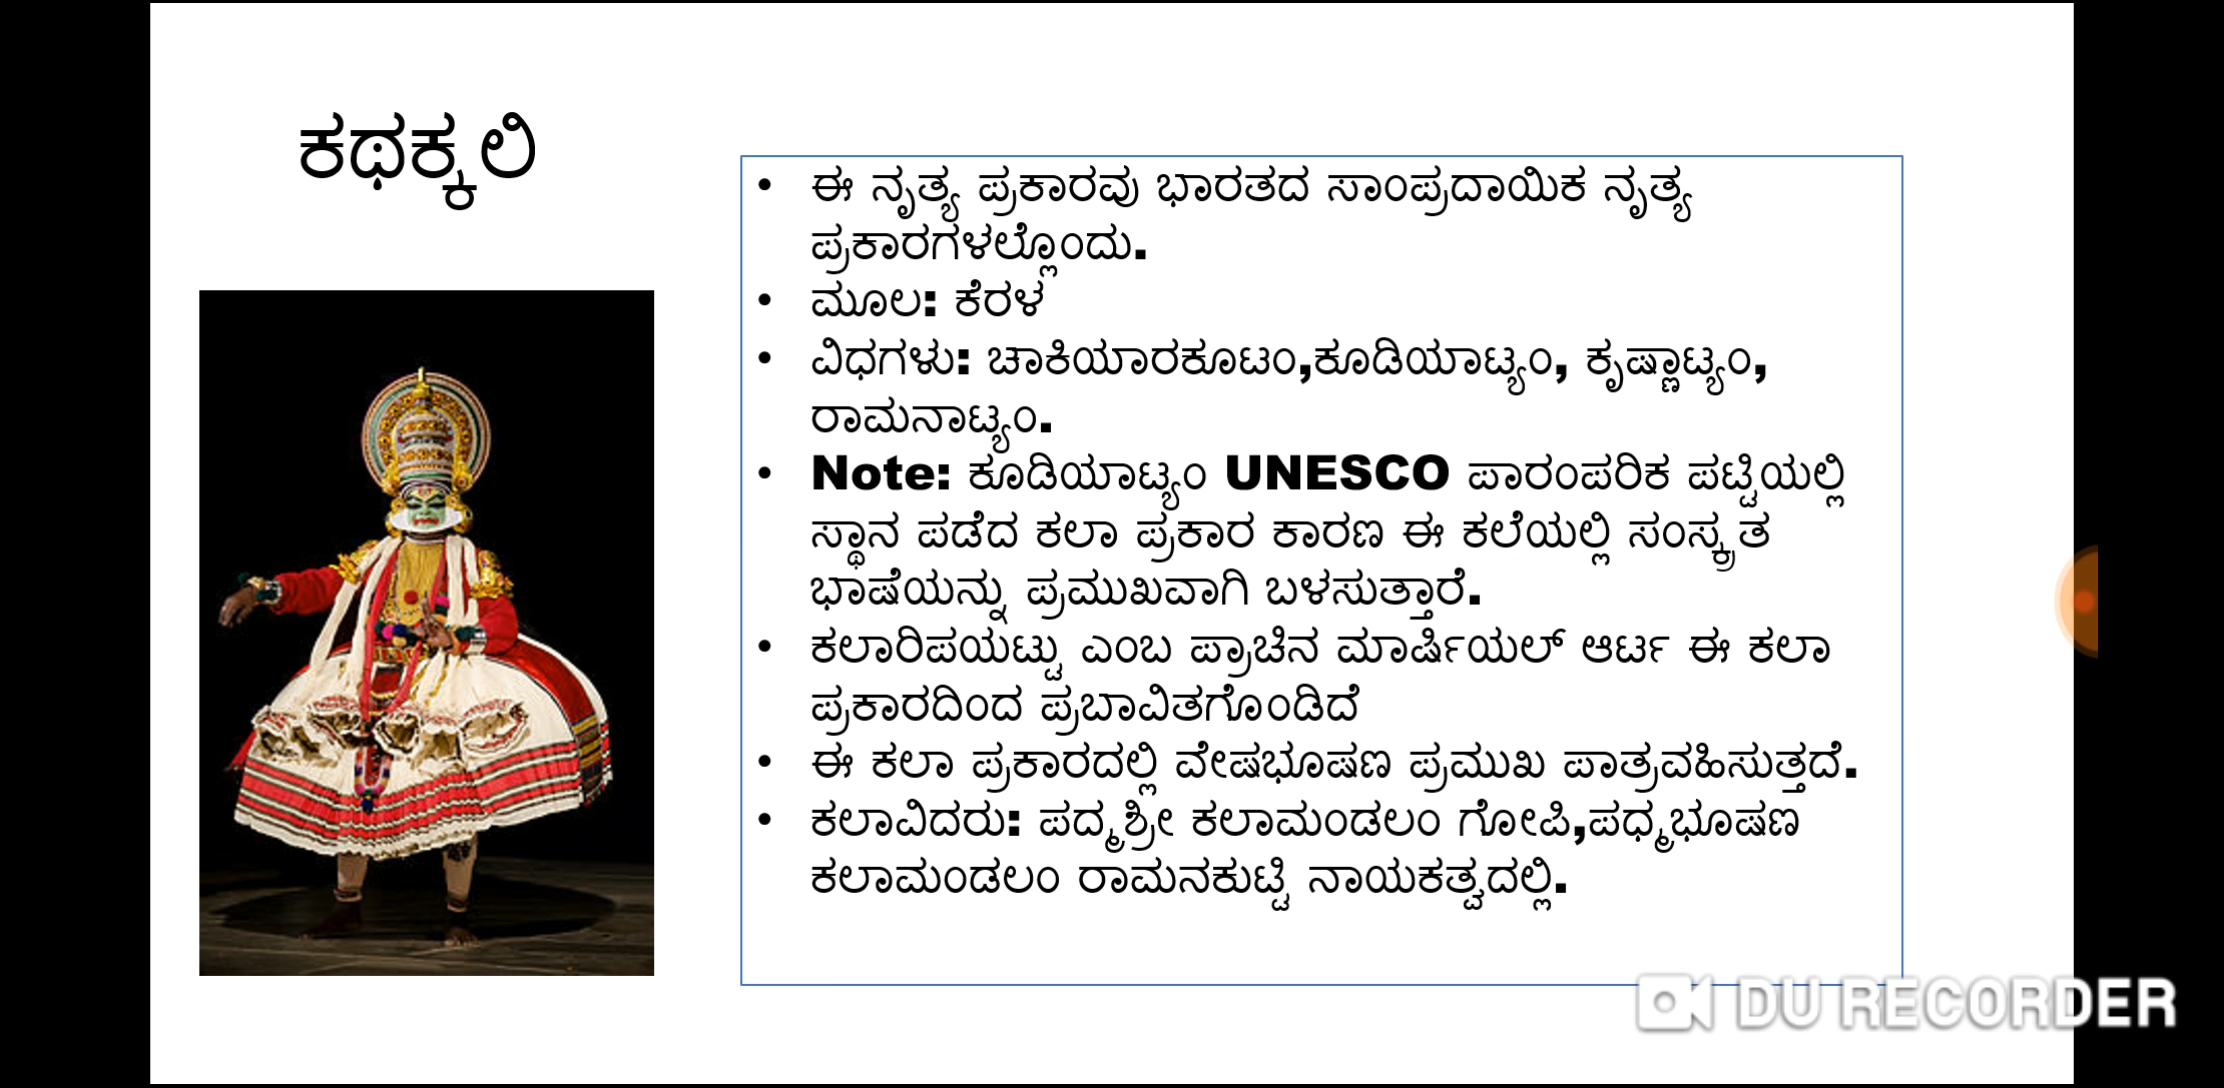 ಕಥಕ್ಕಲಿ
• ಈ ನೃತ್ಯ ಪ್ರಕಾರವು ಭಾರತದ ಸಾಂಪ್ರದಾಯಿಕ ನೃತ್ಯ
ಪ್ರಕಾರಗಳಲ್ಲೊಂದು.
• ಮೂಲ: ಕೆರಳ
• ವಿಧಗಳು: ಚಾಕಿಯಾರಕೂಟಂ,ಕೂಡಿಯಾಟ್ಯಂ, ಕೃಷ್ಣಾಟ್ಯಂ,
ರಾಮನಾಟ್ಯಂ.
• Note: ಕೂಡಿಯಾಟ್ಯಂ UNESCO ಪಾರಂಪರಿಕ ಪಟ್ಟಿಯಲ್ಲಿ
ಸ್ಥಾನ ಪಡೆದ ಕಲಾ ಪ್ರಕಾರ ಕಾರಣ ಈ ಕಲೆಯಲ್ಲಿ ಸಂಸ್ಕ್ರತ
ಭಾಷೆಯನ್ನು ಪ್ರಮುಖವಾಗಿ ಬಳಸುತ್ತಾರೆ.
• ಕಲಾರಿಪಯಟ್ಟು ಎಂಬ ಪ್ರಾಚಿನ ಮಾರ್ಷಿಯಲ್ ಆರ್ಟ ಈ ಕಲಾ
ಪ್ರಕಾರದಿಂದ ಪ್ರಬಾವಿತಗೊಂಡಿದೆ
• ಈ ಕಲಾ ಪ್ರಕಾರದಲ್ಲಿ ವೇಷಭೂಷಣ ಪ್ರಮುಖ ಪಾತ್ರವಹಿಸುತ್ತದೆ.
• ಕಲಾವಿದರು: ಪದ್ಮಶ್ರೀ ಕಲಾಮಂಡಲಂ ಗೋಪಿ,ಪಧ್ಮಭೂಷಣ
ಕಲಾಮಂಡಲಂ ರಾಮನಕುಟ್ಟಿ ನಾಯಕತ್ವದಲ್ಲಿ.
DU RECORDER